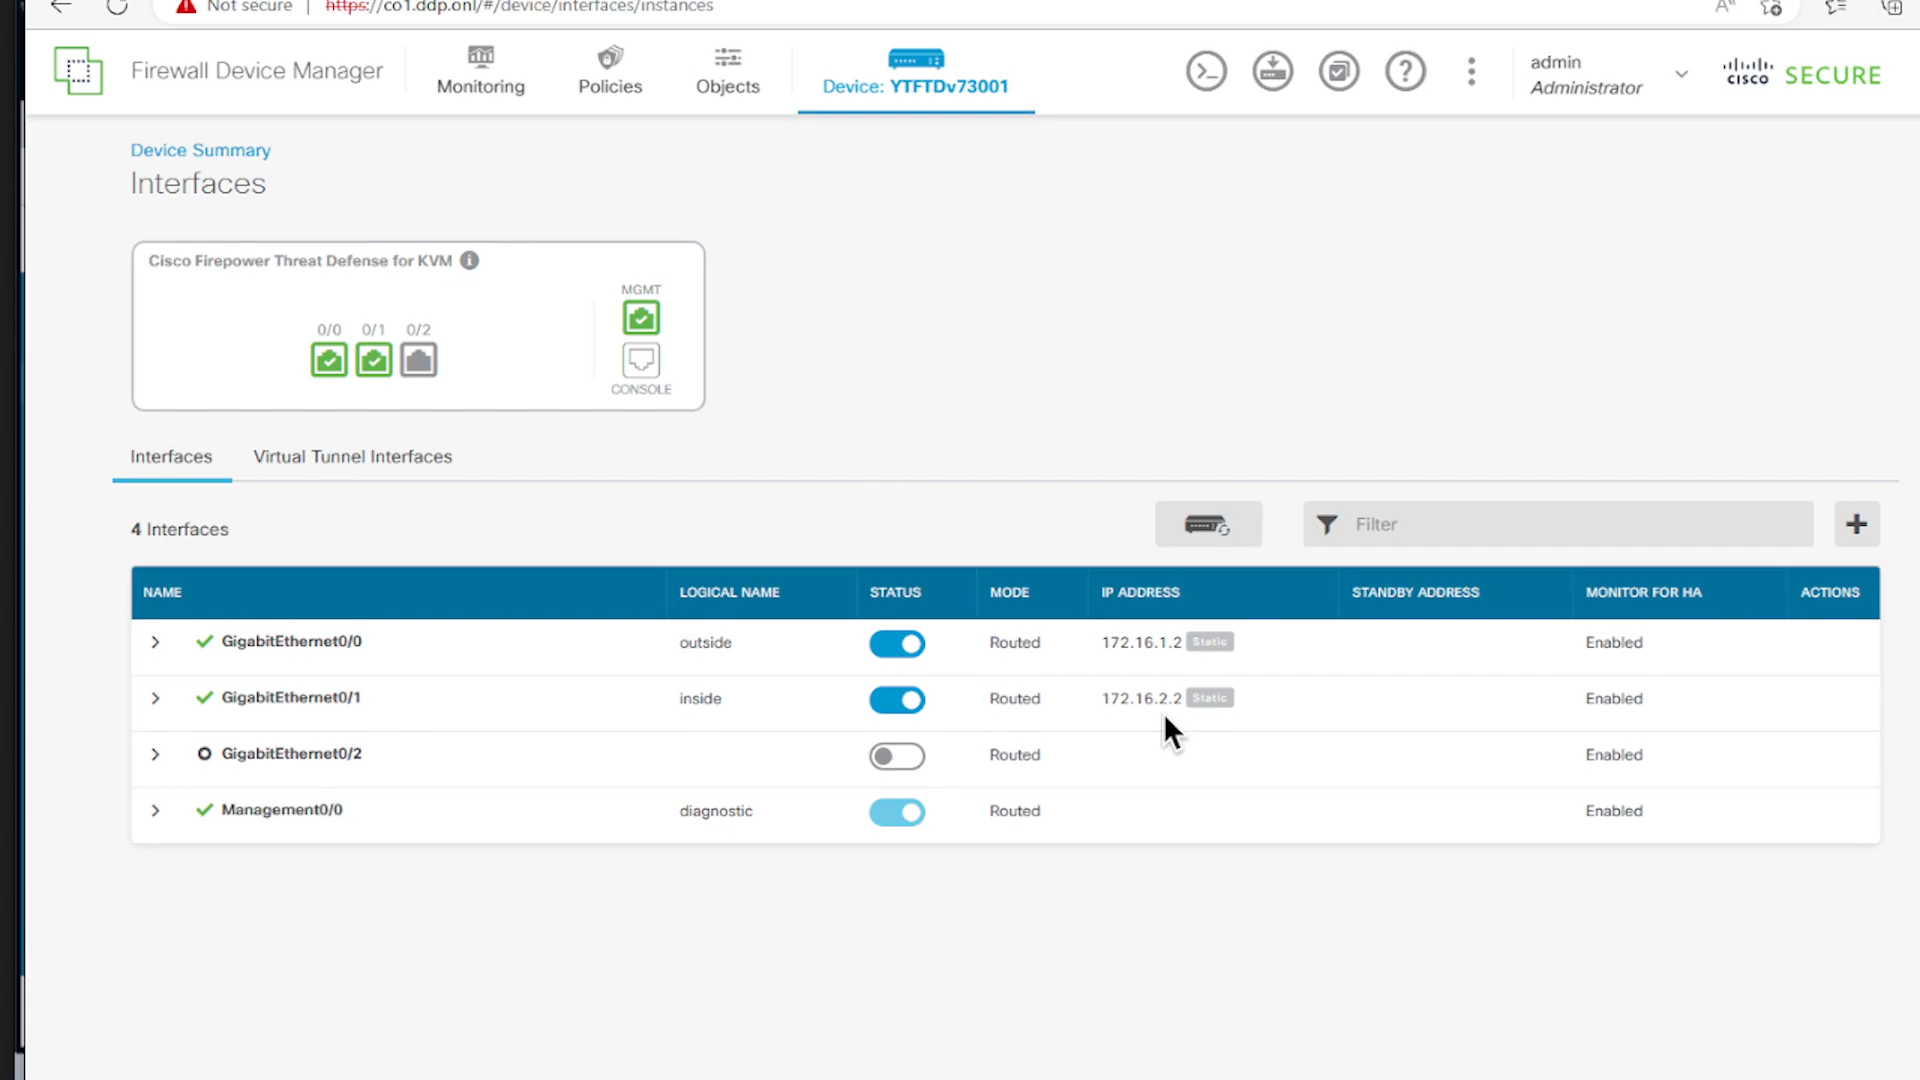 Not secure | https://co1.ddp.onl/#/device/interfaces/instances
Firewall Device Manager
Monitoring
Policies
Objects
Device: YTFTDv73001
admin
Administrator
cisco SECURE
Device Summary
Interfaces
Cisco Firepower Threat Defense for KVM
MGMT
0/0 0/1 0/2
CONSOLE
Interfaces Virtual Tunnel Interfaces
4 Interfaces
Filter
NAME LOGICAL NAME STATUS MODE IP ADDRESS STANDBY ADDRESS MONITOR FOR HA ACTIONS
GigabitEthernet0/0 outside Routed 172.16.1.2 Static Enabled
GigabitEthernet0/1 inside Routed 172.16.2.2 Static Enabled
GigabitEthernet0/2 Routed Enabled
Management0/0 diagnostic Routed Enabled